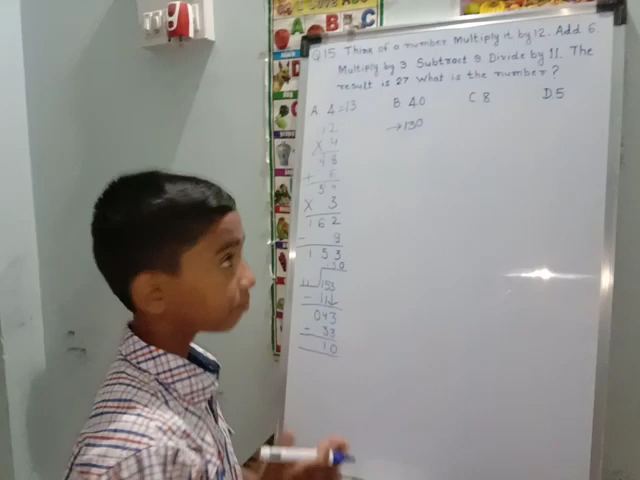 I LOVE ABC
A B C
Q15 Think of a number Multiply it by 12. Add 6.
Multiply by 3 Subtract 9 Divide by 11. The
result is 27 What is the number?
A. 4 = 13 B. 40 C 8 D. 5
→ 130
12
X 4
48
+ 6
X 3
162
- 9
153
11 153
- 11↓
043
- 33
10